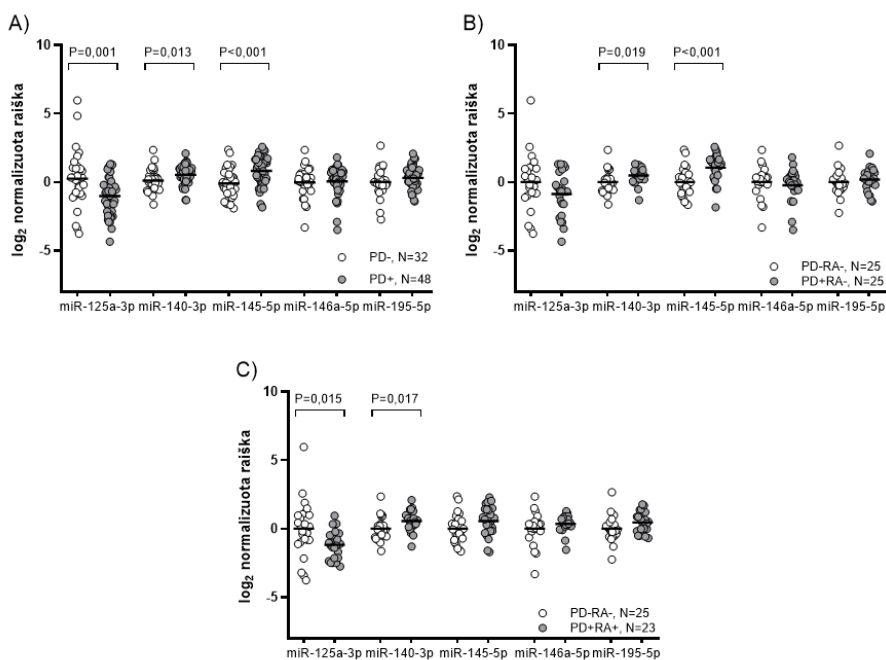 A)
10
5
0
-5
log2 normalizuota raiška
P=0,001
P=0,013
P<0,001
PD-, N=32
PD+, N=48
miR-125a-3p miR-140-3p miR-145-5p miR-146a-5p miR-195-5p
B)
10
5
0
-5
log2 normalizuota raiška
P=0,019
P<0,001
PD-RA-, N=25
PD+RA-, N=25
miR-125a-3p miR-140-3p miR-145-5p miR-146a-5p miR-195-5p
C)
10
5
0
-5
log2 normalizuota raiška
P=0,015
P=0,017
PD-RA-, N=25
PD+RA+, N=23
miR-125a-3p miR-140-3p miR-145-5p miR-146a-5p miR-195-5p